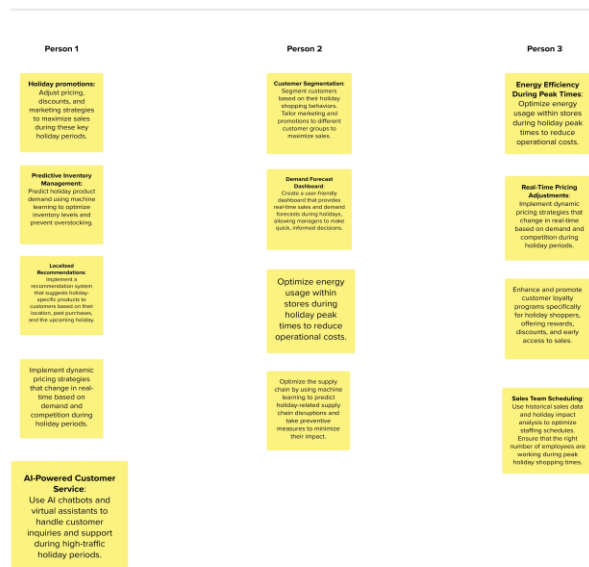 Person 1
Holiday promotions:
Adjust pricing,
discounts, and
marketing strategies
to maximize sales
during these key
holiday periods.
Predictive Inventory
Management:
Predict holiday product
demand using machine
learning to optimize
inventory levels and
prevent overstocking.
Localized
Recommendations:
Implement a
recommendation system
that suggests holiday-
specific products to
customers based on their
location, past purchases,
and the upcoming holiday.
Implement dynamic
pricing strategies
that change in real-
time based on
demand and
competition during
holiday periods.
AI-Powered Customer
Service:
Use AI chatbots and
virtual assistants to
handle customer
inquiries and support
during high-traffic
holiday periods.
Person 2
Customer Segmentation:
Segment customers
based on their holiday
shopping behaviors.
Tailor marketing and
promotions to different
customer groups to
maximize sales.
Demand Forecast
Dashboard:
Create a user-friendly
dashboard that provides
real-time sales and demand
forecasts during holidays,
allowing managers to make
quick, informed decisions.
Optimize energy
usage within
stores during
holiday peak
times to reduce
operational costs.
Optimize the supply
chain by using machine
learning to predict
holiday-related supply
chain disruptions and
take preventive
measures to minimize
their impact.
Person 3
Energy Efficiency
During Peak Times:
Optimize energy
usage within stores
during holiday peak
times to reduce
operational costs.
Real-Time Pricing
Adjustments:
Implement dynamic
pricing strategies that
change in real-time
based on demand and
competition during
holiday periods.
Enhance and promote
customer loyalty
programs specifically
for holiday shoppers,
offering rewards,
discounts, and early
access to sales.
Sales Team Scheduling:
Use historical sales data
and holiday impact
analysis to optimize
staffing schedules.
Ensure that the right
number of employees are
working during peak
holiday shopping times.